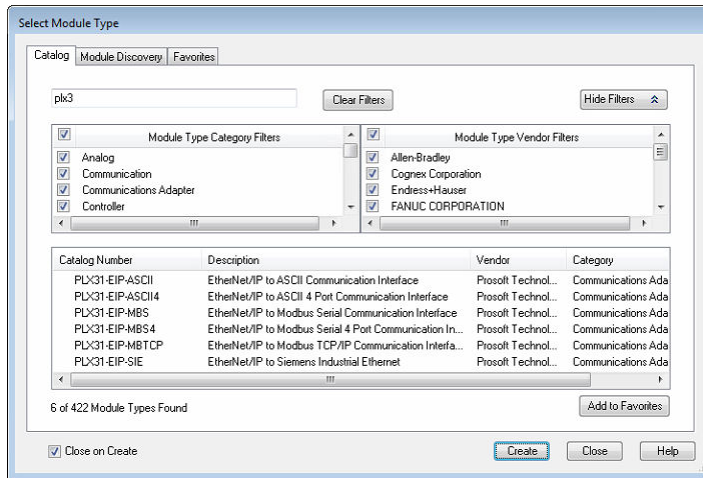 Select Module Type
Catalog Module Discovery Favorites
plx3 Clear Filters Hide Filters
Module Type Category Filters Module Type Vendor Filters
Analog Allen-Bradley
Communication Cognex Corporation
Communications Adapter Endress+Hauser
Controller FANUC CORPORATION
Catalog Number Description Vendor Category
PLX31-EIP-ASCII EtherNet/IP to ASCII Communication Interface Prosoft Technol... Communications Ada
PLX31-EIP-ASCII4 EtherNet/IP to ASCII 4 Port Communication Interface Prosoft Technol... Communications Ada
PLX31-EIP-MBS EtherNet/IP to Modbus Serial Communication Interface Prosoft Technol... Communications Ada
PLX31-EIP-MBS4 EtherNet/IP to Modbus Serial 4 Port Communication In... Prosoft Technol... Communications Ada
PLX31-EIP-MBTCP EtherNet/IP to Modbus TCP/IP Communication Interfa... Prosoft Technol... Communications Ada
PLX31-EIP-SIE EtherNet/IP to Siemens Industrial Ethernet Prosoft Technol... Communications Ada
6 of 422 Module Types Found Add to Favorites
Close on Create Create Close Help